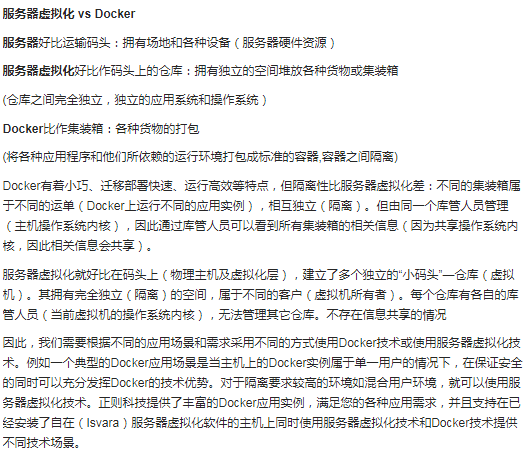 服务器虚拟化 vs Docker
服务器好比运输码头：拥有场地和各种设备（服务器硬件资源）
服务器虚拟化好比作码头上的仓库：拥有独立的空间堆放各种货物或集装箱
(仓库之间完全独立，独立的应用系统和操作系统）
Docker比作集装箱：各种货物的打包
(将各种应用程序和他们所依赖的运行环境打包成标准的容器,容器之间隔离)
Docker有着小巧、迁移部署快速、运行高效等特点，但隔离性比服务器虚拟化差：不同的集装箱属
于不同的运单（Docker上运行不同的应用实例），相互独立（隔离）。但由同一个库管人员管理
（主机操作系统内核），因此通过库管人员可以看到所有集装箱的相关信息（因为共享操作系统内
核，因此相关信息会共享）。
服务器虚拟化就好比在码头上（物理主机及虚拟化层），建立了多个独立的“小码头”—仓库（虚拟
机）。其拥有完全独立（隔离）的空间，属于不同的客户（虚拟机所有者）。每个仓库有各自的库
管人员（当前虚拟机的操作系统内核），无法管理其它仓库。不存在信息共享的情况
因此，我们需要根据不同的应用场景和需求采用不同的方式使用Docker技术或使用服务器虚拟化技
术。例如一个典型的Docker应用场景是当主机上的Docker实例属于单一用户的情况下，在保证安全
的同时可以充分发挥Docker的技术优势。对于隔离要求较高的环境如混合用户环境，就可以使用服
务器虚拟化技术。正则科技提供了丰富的Docker应用实例，满足您的各种应用需求，并且支持在已
经安装了自在（Isvara）服务器虚拟化软件的主机上同时使用服务器虚拟化技术和Docker技术提供
不同技术场景。